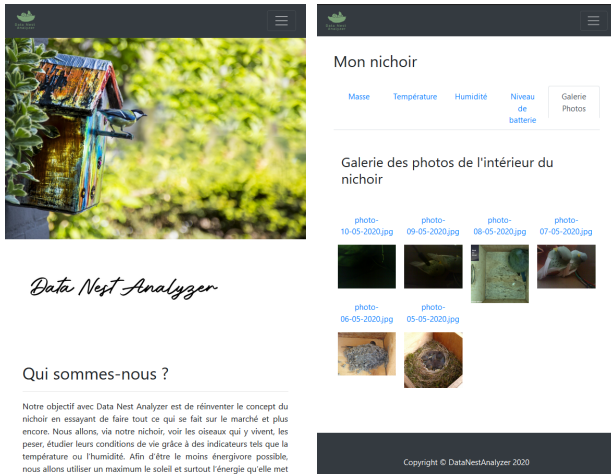 Data Nest
Analyzer
Data Nest Analyzer
Qui sommes-nous ?
Notre objectif avec Data Nest Analyzer est de réinventer le concept du
nichoir en essayant de faire tout ce qui se fait sur le marché et plus
encore. Nous allons, via notre nichoir, voir les oiseaux qui y vivent, les
peser, étudier leurs conditions de vie grâce à des indicateurs tels que la
température ou l'humidité. Afin d'être le moins énergivore possible,
nous allons utiliser un maximum le soleil et surtout l'énergie qu'elle met
Data Nest
Analyzer
Mon nichoir
Masse
Température
Humidité
Niveau
de
batterie
Galerie
Photos
Galerie des photos de l'intérieur du
nichoir
photo-
10-05-2020.jpg
photo-
09-05-2020.jpg
photo-
08-05-2020.jpg
photo-
07-05-2020.jpg
photo-
06-05-2020.jpg
photo-
05-05-2020.jpg
Copyright © DataNestAnalyzer 2020